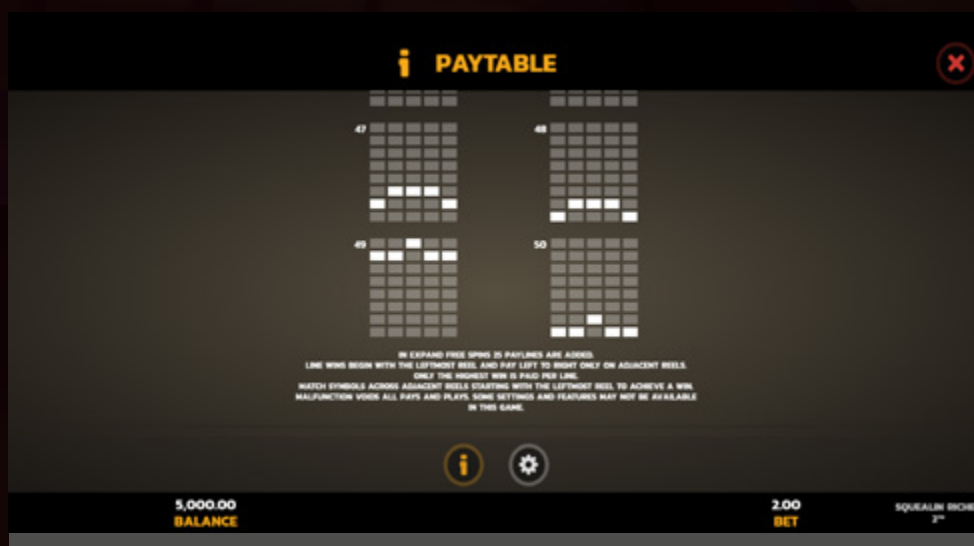 i PAYTABLE
47 48
49 50
IN EXPAND FREE SPINS 25 PAYLINES ARE ADDED.
LINE WINS BEGIN WITH THE LEFTMOST REEL AND PAY LEFT TO RIGHT ONLY ON ADJACENT REELS.
ONLY THE HIGHEST WIN IS PAID PER LINE.
MATCH SYMBOLS ACROSS ADJACENT REELS STARTING WITH THE LEFTMOST REEL TO ACHIEVE A WIN.
MALFUNCTION VOIDS ALL PAYS AND PLAYS. SOME SETTINGS AND FEATURES MAY NOT BE AVAILABLE
IN THIS GAME.
i
5,000.00 2.00 SQUEALIN RICHE
BALANCE BET 2™